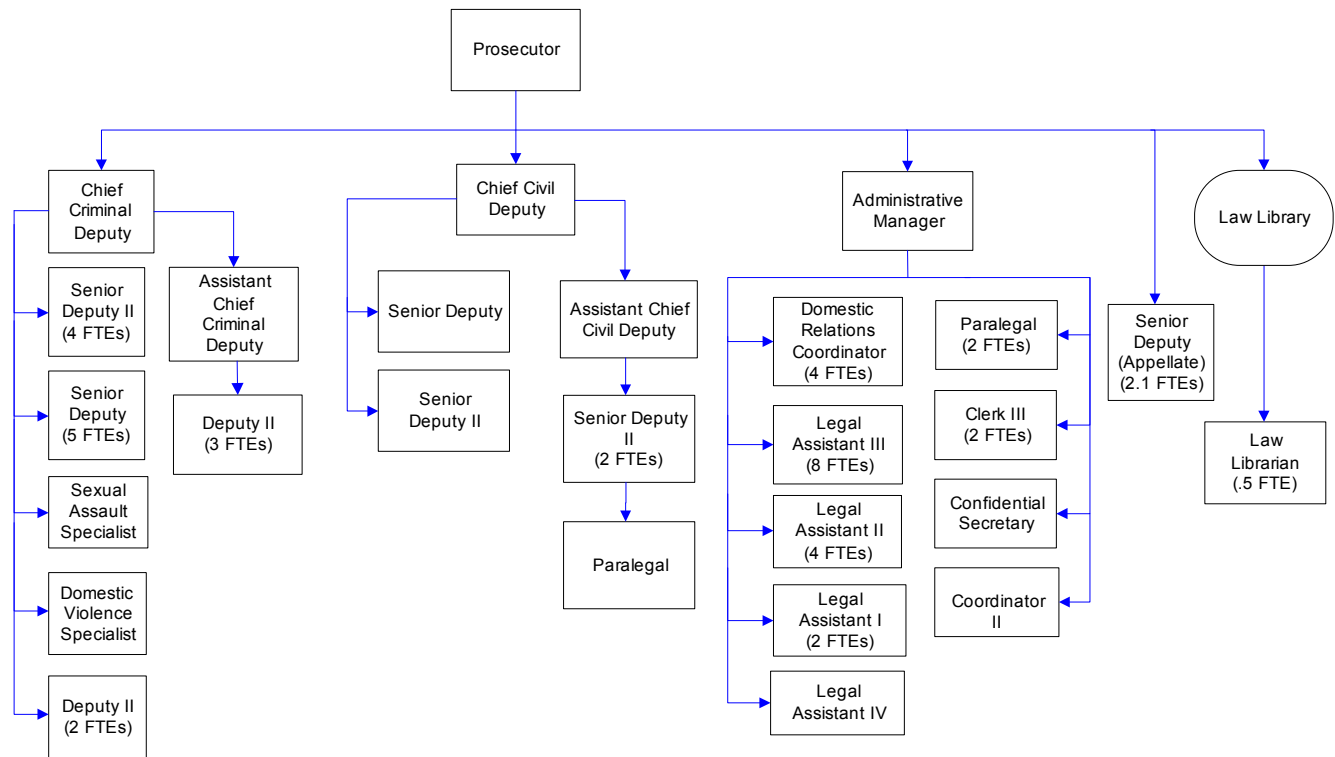 Prosecutor
Chief
Criminal
Deputy
Chief Civil
Deputy
Administrative
Manager
Law Library
Senior
Deputy II
(4 FTEs)
Assistant
Chief
Criminal
Deputy
Senior Deputy
Assistant Chief
Civil Deputy
Domestic
Relations
Coordinator
(4 FTEs)
Paralegal
(2 FTEs)
Senior
Deputy
(Appellate)
(2.1 FTEs)
Senior
Deputy
(5 FTEs)
Deputy II
(3 FTEs)
Senior
Deputy II
Senior Deputy
II
(2 FTEs)
Legal
Assistant III
(8 FTEs)
Clerk III
(2 FTEs)
Law
Librarian
(.5 FTE)
Sexual
Assault
Specialist
Paralegal
Legal
Assistant II
(4 FTEs)
Confidential
Secretary
Domestic
Violence
Specialist
Legal
Assistant I
(2 FTEs)
Coordinator
II
Deputy II
(2 FTEs)
Legal
Assistant IV